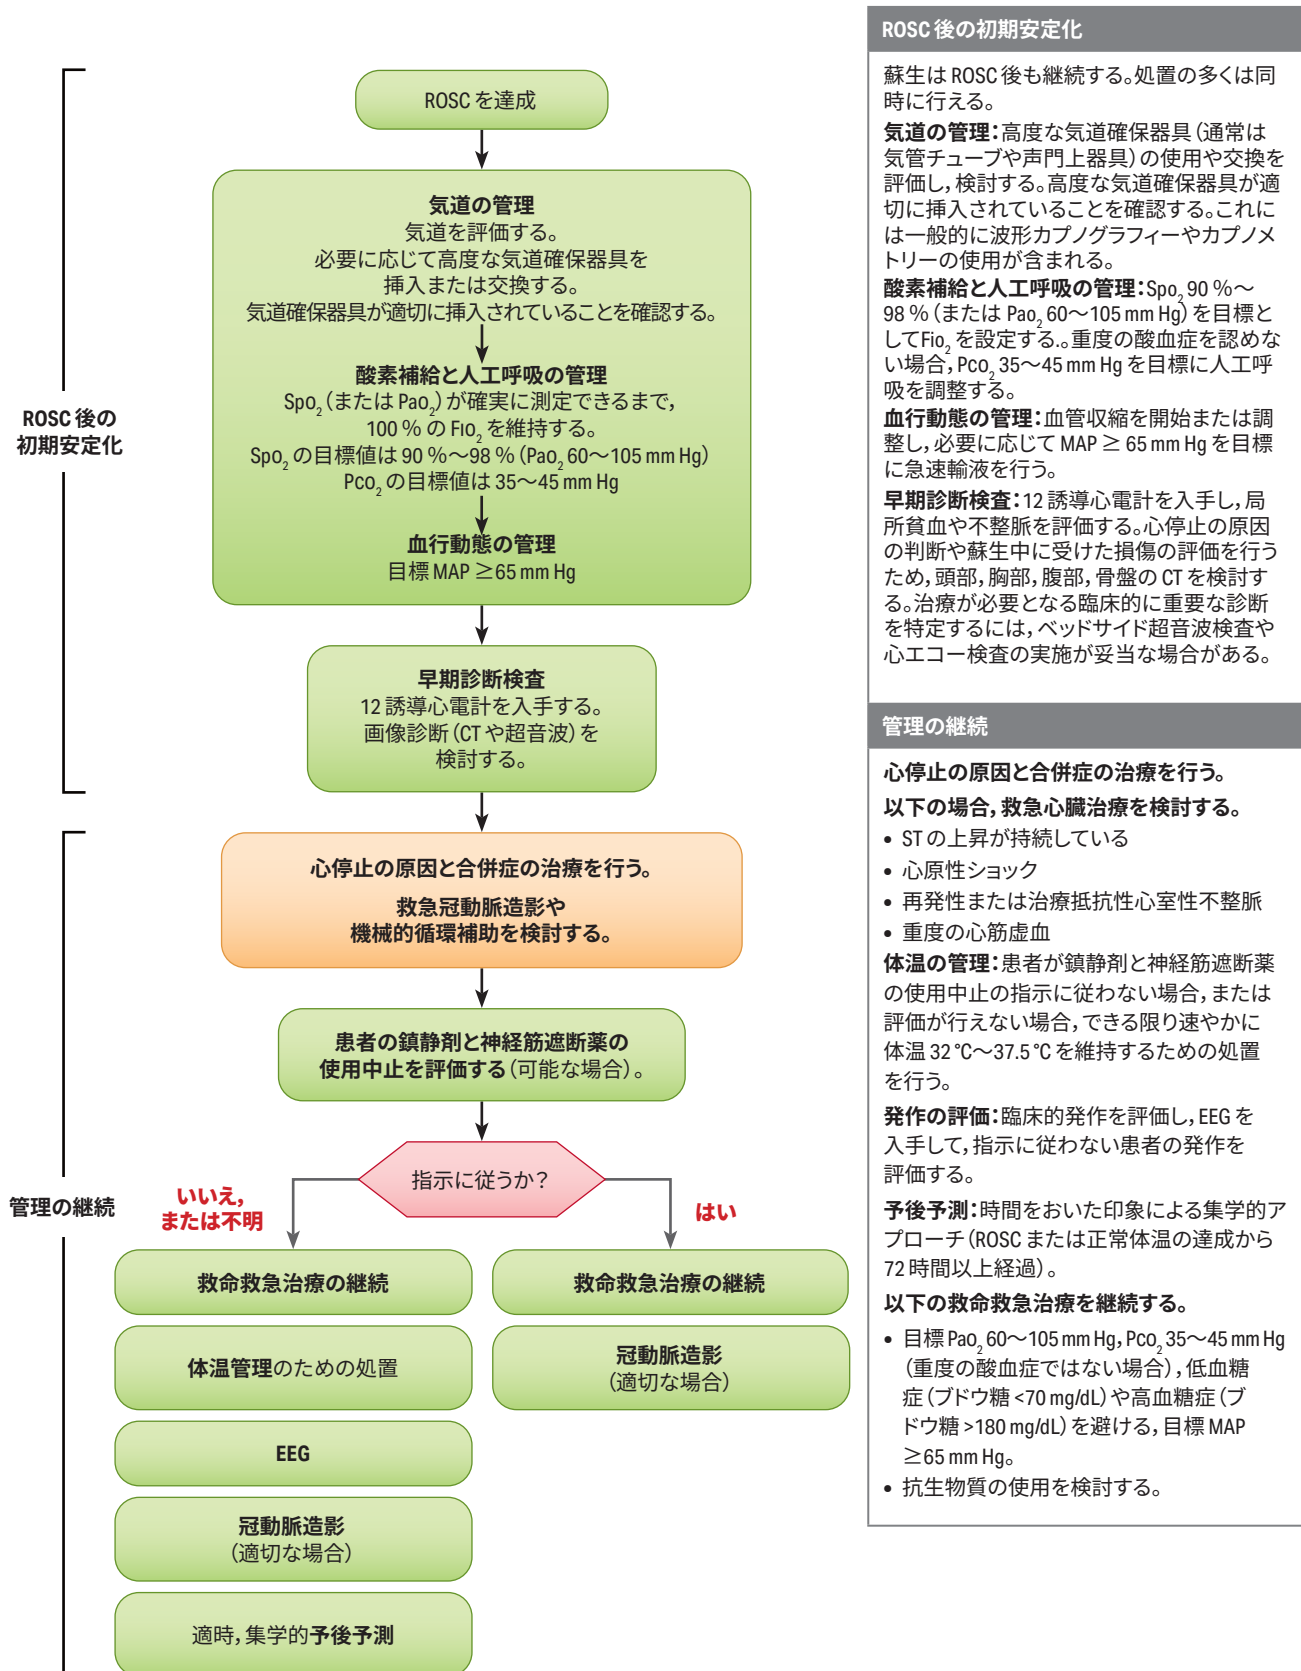 ROSC を達成
気道の管理
気道を評価する。
必要に応じて高度な気道確保器具を
挿入または交換する。
気道確保器具が適切に挿入されていることを確認する。
酸素補給と人工呼吸の管理
Spo₂(または Pao₂)が確実に測定できるまで,
100 % の Fio₂ を維持する。
Spo₂ の目標値は 90 %～98 %(Pao₂ 60～105 mm Hg)
Pco₂ の目標値は 35～45 mm Hg
血行動態の管理
目標 MAP ≧65 mm Hg
ROSC 後の
初期安定化
早期診断検査
12 誘導心電計を入手する。
画像診断(CT や超音波)を
検討する。
心停止の原因と合併症の治療を行う。
救急冠動脈造影や
機械的循環補助を検討する。
患者の鎮静剤と神経筋遮断薬の
使用中止を評価する(可能な場合)。
指示に従うか?
管理の継続
いいえ,
または不明
はい
救命救急治療の継続
体温管理のための処置
EEG
冠動脈造影
(適切な場合)
適時,集学的予後予測
救命救急治療の継続
冠動脈造影
(適切な場合)
ROSC 後の初期安定化
蘇生は ROSC 後も継続する。処置の多くは同
時に行える。
気道の管理:高度な気道確保器具(通常は
気管チューブや声門上器具)の使用や交換を
評価し,検討する。高度な気道確保器具が適
切に挿入されていることを確認する。これに
は一般的に波形カプノグラフィーやカプノメ
トリーの使用が含まれる。
酸素補給と人工呼吸の管理:Spo₂ 90 %～
98 %(または Pao₂ 60～105 mm Hg)を目標と
してFio₂ を設定する.。重度の酸血症を認めな
い場合,Pco₂ 35～45 mm Hg を目標に人工呼
吸を調整する。
血行動態の管理:血管収縮を開始または調
整し,必要に応じて MAP ≧ 65 mm Hg を目標
に急速輸液を行う。
早期診断検査:12 誘導心電計を入手し,局
所貧血や不整脈を評価する。心停止の原因
の判断や蘇生中に受けた損傷の評価を行う
ため,頭部,胸部,腹部,骨盤の CT を検討す
る。治療が必要となる臨床的に重要な診断
を特定するには,ベッドサイド超音波検査や
心エコー検査の実施が妥当な場合がある。
管理の継続
心停止の原因と合併症の治療を行う。
以下の場合,救急心臓治療を検討する。
• ST の上昇が持続している
• 心原性ショック
• 再発性または治療抵抗性心室性不整脈
• 重度の心筋虚血
体温の管理:患者が鎮静剤と神経筋遮断薬
の使用中止の指示に従わない場合,または
評価が行えない場合,できる限り速やかに
体温 32 ℃～37.5 ℃ を維持するための処置
を行う。
発作の評価:臨床的発作を評価し,EEG を
入手して,指示に従わない患者の発作を
評価する。
予後予測:時間をおいた印象による集学的ア
プローチ(ROSC または正常体温の達成から
72 時間以上経過)。
以下の救命救急治療を継続する。
• 目標 Pao₂ 60～105 mm Hg,Pco₂ 35～45 mm Hg
(重度の酸血症ではない場合),低血糖
症(ブドウ糖 <70 mg/dL)や高血糖症(ブ
ドウ糖 >180 mg/dL)を避ける,目標 MAP
≧65 mm Hg。
• 抗生物質の使用を検討する。